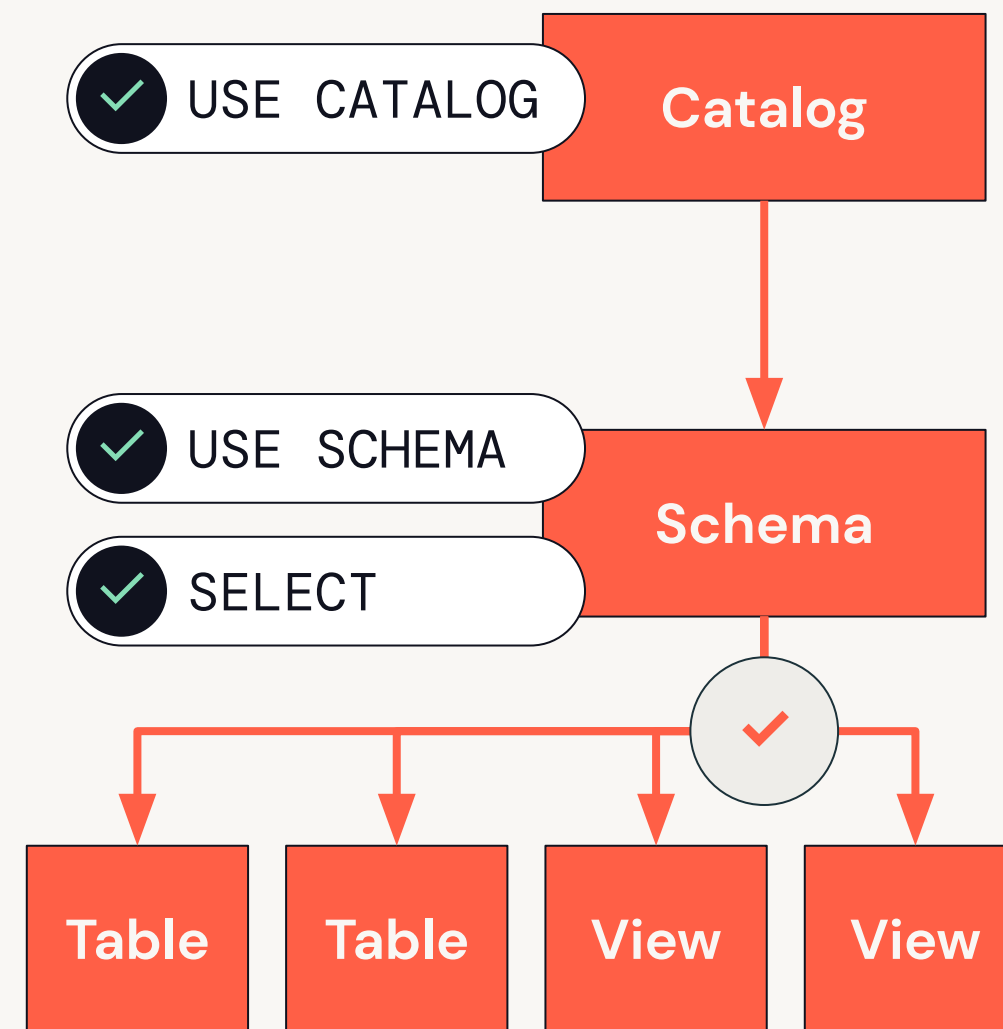 USE CATALOG
Catalog
USE SCHEMA
Schema
SELECT
Table
Table
View
View